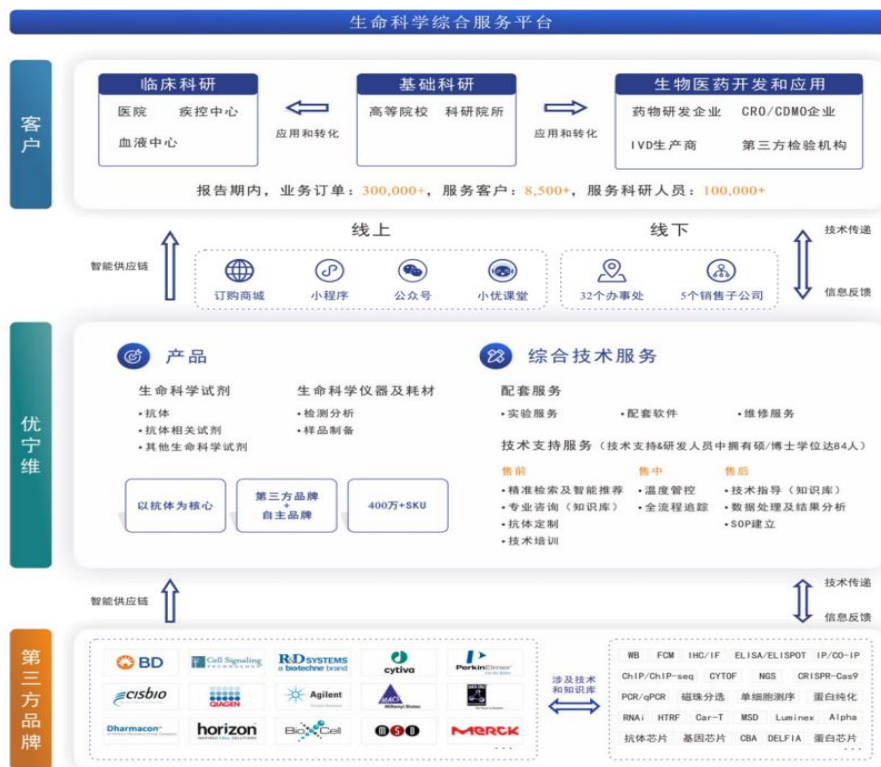 生命科学综合服务平台
客户
临床科研
医院 疾控中心
血液中心
应用和转化
基础科研
高等院校 科研院所
应用和转化
生物医药开发和应用
药物研发企业 CRO/CDMO企业
IVD生产商 第三方检验机构
报告期内，业务订单：300,000+，服务客户：8,500+，服务科研人员：100,000+
智能供应链
线上
订购商城 小程序 公众号 小优课堂
线下
32个办事处 5个销售子公司
技术传递
信息反馈
优宁维
产品
生命科学试剂
•抗体
•抗体相关试剂
•其他生命科学试剂
生命科学仪器及耗材
•检测分析
•样品制备
以抗体为核心
第三方品牌
+
自主品牌
400万+SKU
综合技术服务
配套服务
•实验服务 •配套软件 •维修服务
技术支持服务（技术支持&研发人员中拥有硕/博士学位达84人）
售前
•精准检索及智能推荐
•专业咨询（知识库）
•抗体定制
•技术培训
售中
•温度管控
•全流程追踪
售后
•技术指导（知识库）
•数据处理及结果分析
•SOP建立
智能供应链
技术传递
信息反馈
第三方品牌
BD
Cell Signaling
TECHNOLOGY
R&D SYSTEMS
a biotechne brand
cytiva
PerkinElmer
For the Better
cisbio
QIAGEN
Agilent
MACS
Miltenyi Biotec
Dharmacon
horizon
INSPIRED CELL SOLUTIONS
BioXCell
MSD
MERCK
...
涉及技术
和知识库
WB FCM IHC/IF ELISA/ELISPOT IP/CO-IP
ChIP/ChIP-seq CYTOF NGS CRISPR-Cas9
PCR/qPCR 磁珠分选 单细胞测序 蛋白纯化
RNAi HTRF Car-T MSD Luminex Alpha
抗体芯片 基因芯片 CBA DELFIA 蛋白芯片
...